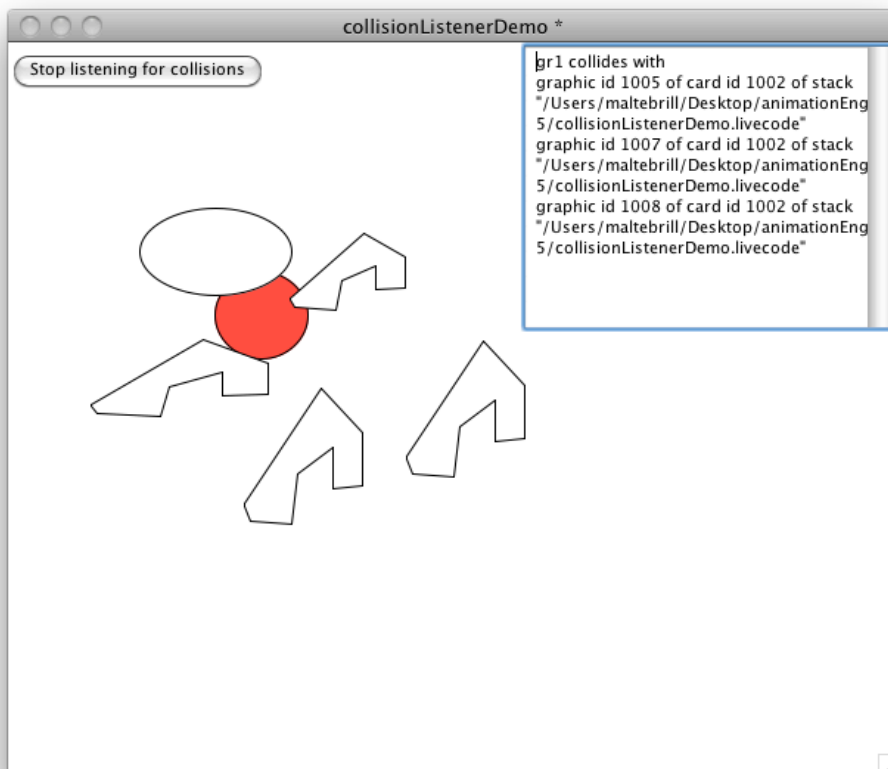 collisionListenerDemo *
Stop listening for collisions
gr1 collides with
graphic id 1005 of card id 1002 of stack
"/Users/maltebrill/Desktop/animationEng
5/collisionListenerDemo.livecode"
graphic id 1007 of card id 1002 of stack
"/Users/maltebrill/Desktop/animationEng
5/collisionListenerDemo.livecode"
graphic id 1008 of card id 1002 of stack
"/Users/maltebrill/Desktop/animationEng
5/collisionListenerDemo.livecode"